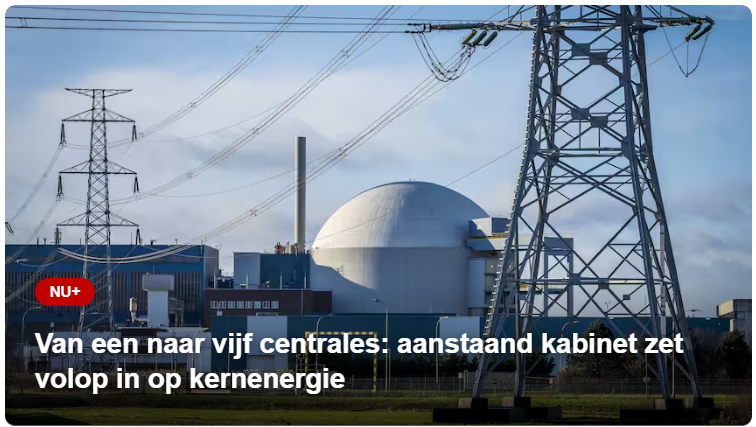 NU+
Van een naar vijf centrales: aanstaand kabinet zet
volop in op kernenergie